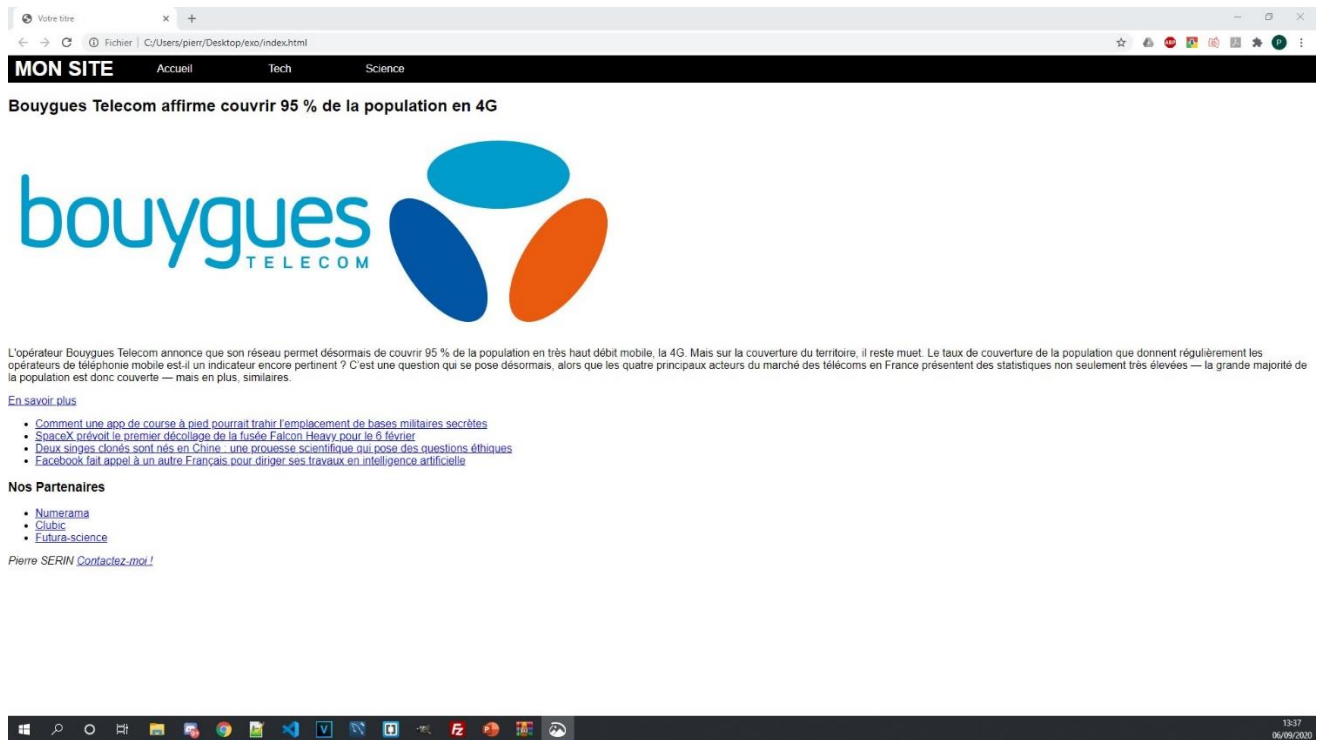 Votre titre
Fichier C:/Users/pierr/Desktop/exo/index.html
ABP
P
MON SITE Accueil Tech Science
Bouygues Telecom affirme couvrir 95 % de la population en 4G
bouygues
TELECOM
L'opérateur Bouygues Telecom annonce que son réseau permet désormais de couvrir 95 % de la population en très haut débit mobile, la 4G. Mais sur la couverture du territoire, il reste muet. Le taux de couverture de la population que donnent régulièrement les
opérateurs de téléphonie mobile est-il un indicateur encore pertinent ? C'est une question qui se pose désormais, alors que les quatre principaux acteurs du marché des télécoms en France présentent des statistiques non seulement très élevées — la grande majorité de
la population est donc couverte — mais en plus, similaires.
En savoir plus
Comment une app de course à pied pourrait trahir l'emplacement de bases militaires secrètes
SpaceX prévoit le premier décollage de la fusée Falcon Heavy pour le 6 février
Deux singes clonés sont nés en Chine : une prouesse scientifique qui pose des questions éthiques
Facebook fait appel à un autre Français pour diriger ses travaux en intelligence artificielle
Nos Partenaires
Numerama
Clubic
Futura-science
Pierre SERIN Contactez-moi !
13:37
06/09/2020